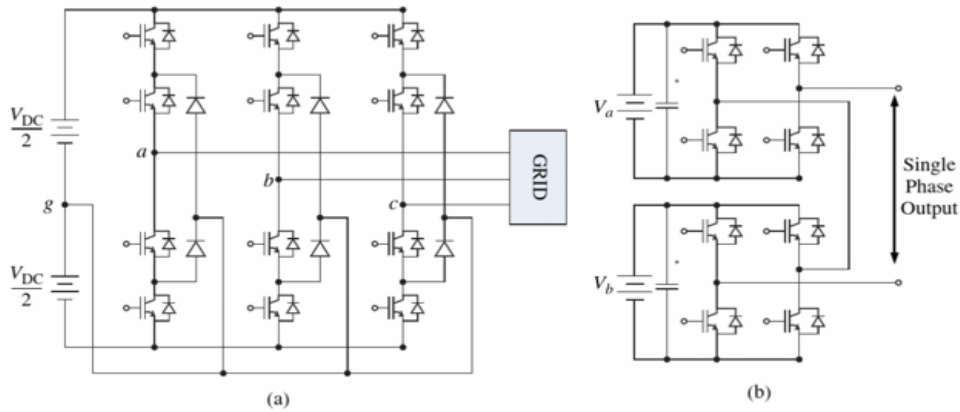 V_DC
2
a
b
g
c
V_DC
2
GRID
(a)
V_a
V_b
Single
Phase
Output
(b)